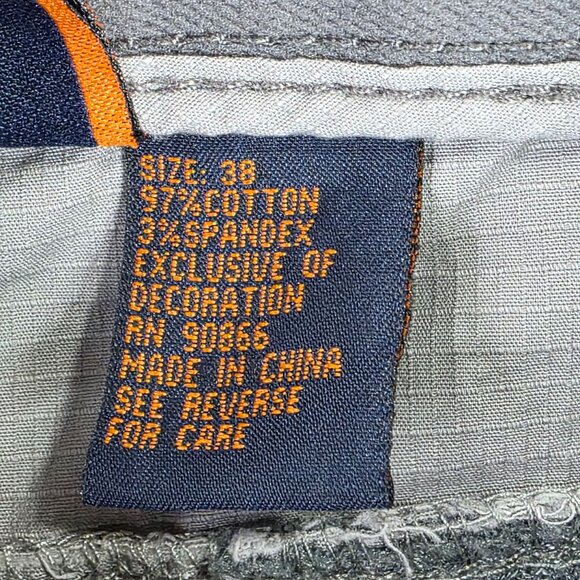 SIZE: 38
97%COTTON
3%SPANDEX
EXCLUSIVE OF
DECORATION
RN 90866
MADE IN CHINA
SEE REVERSE
FOR CARE